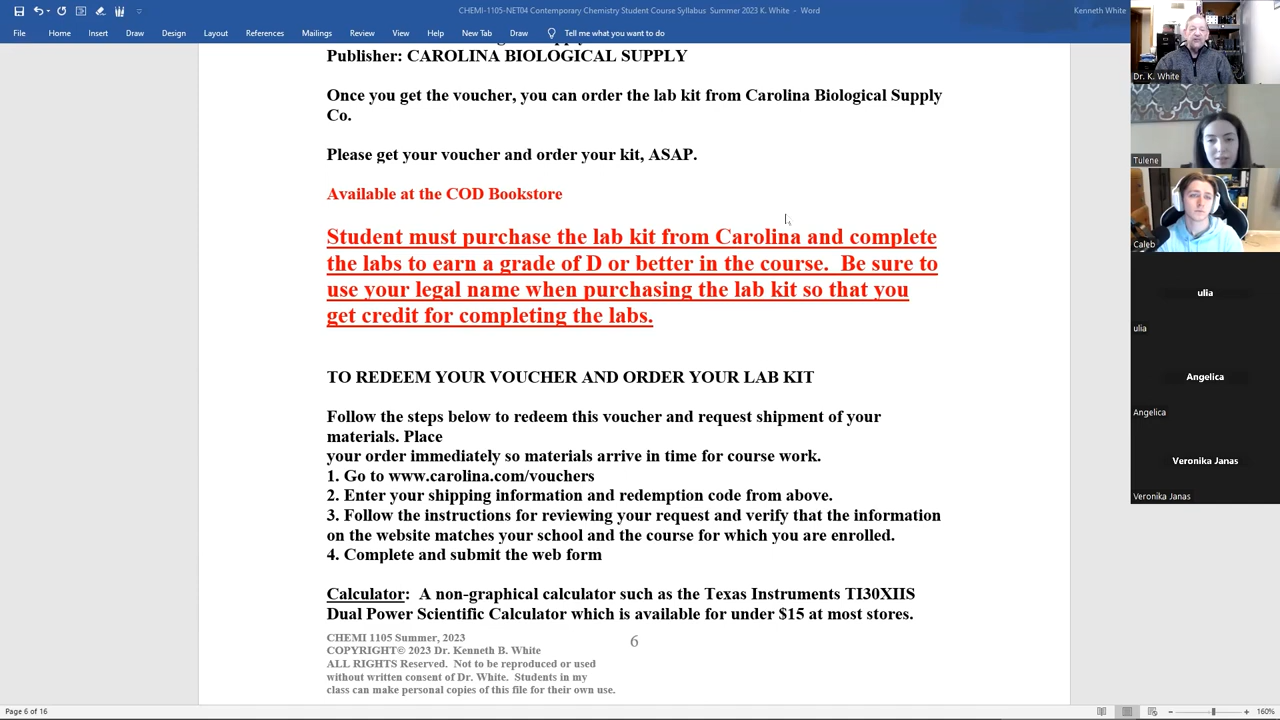 CHEMI-1105-NET04 Contemporary Chemistry Student Course Syllabus Summer 2023 K. White - Word
Kenneth White
File Home Insert Draw Design Layout References Mailings Review View Help New Tab Draw Tell me what you want to do
Publisher: CAROLINA BIOLOGICAL SUPPLY
Once you get the voucher, you can order the lab kit from Carolina Biological Supply
Co.
Please get your voucher and order your kit, ASAP.
Available at the COD Bookstore
Student must purchase the lab kit from Carolina and complete
the labs to earn a grade of D or better in the course. Be sure to
use your legal name when purchasing the lab kit so that you
get credit for completing the labs.
TO REDEEM YOUR VOUCHER AND ORDER YOUR LAB KIT
Follow the steps below to redeem this voucher and request shipment of your
materials. Place
your order immediately so materials arrive in time for course work.
1. Go to www.carolina.com/vouchers
2. Enter your shipping information and redemption code from above.
3. Follow the instructions for reviewing your request and verify that the information
on the website matches your school and the course for which you are enrolled.
4. Complete and submit the web form
Calculator: A non-graphical calculator such as the Texas Instruments TI30XIIS
Dual Power Scientific Calculator which is available for under $15 at most stores.
CHEMI 1105 Summer, 2023
6
COPYRIGHT© 2023 Dr. Kenneth B. White
ALL RIGHTS Reserved. Not to be reproduced or used
without written consent of Dr. White. Students in my
class can make personal copies of this file for their own use.
Page 6 of 16
160%
Dr. K. White
Tulene
Caleb
ulia
ulia
Angelica
Angelica
Veronika Janas
Veronika Janas